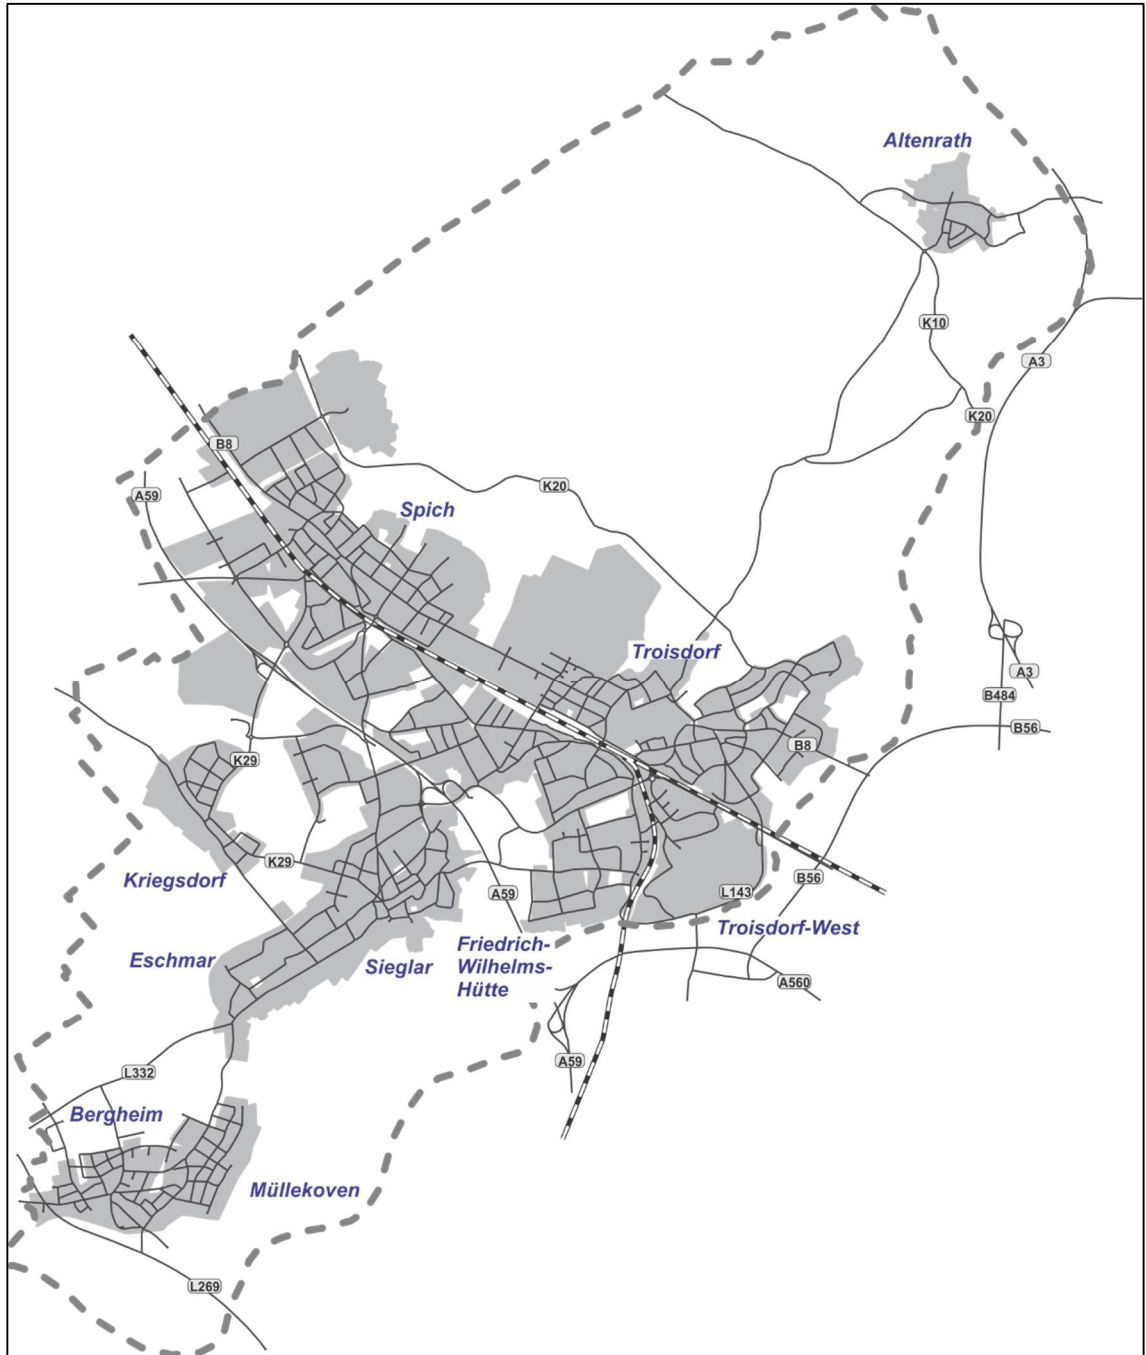 Altenrath
K10
A3
K20
B8
A59
K20
Spich
Troisdorf
A3
B484
B56
B8
K29
K29
Kriegsdorf
A59
B56
L143
Troisdorf-West
Eschmar
Sieglar
Friedrich-
Wilhelms-
Hütte
A560
A59
L332
Bergheim
Müllekoven
L269